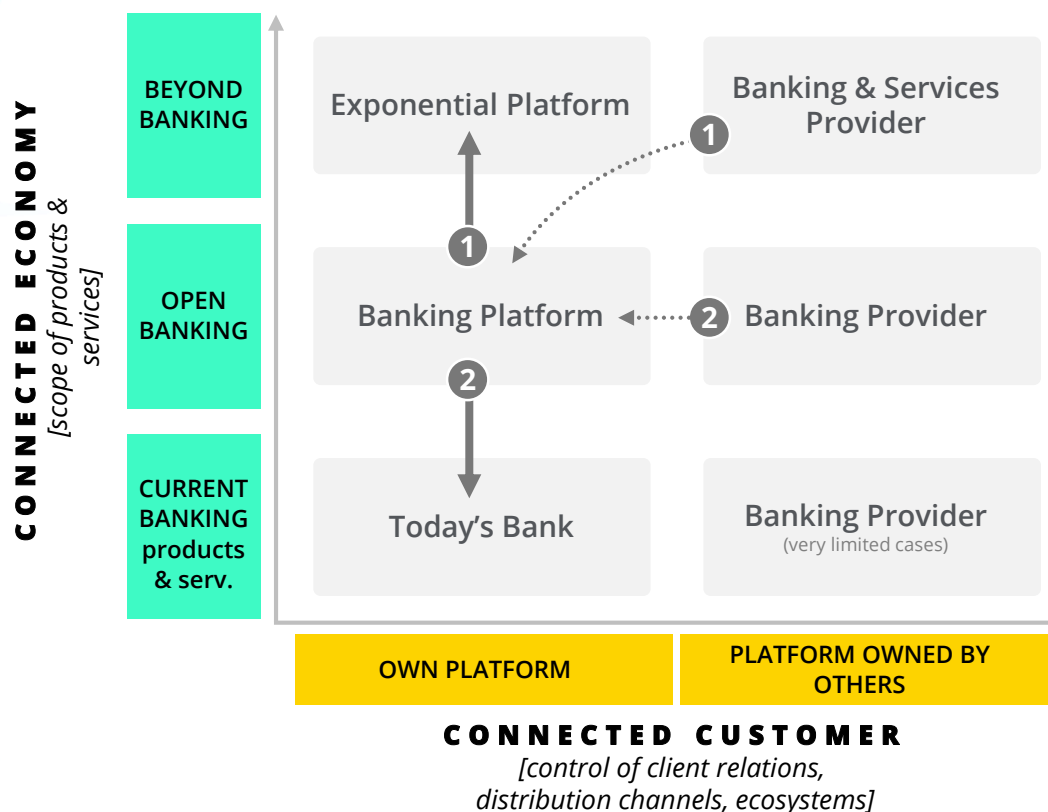 CONNECTED ECONOMY
[scope of products &
services]
BEYOND
BANKING
Exponential Platform
Banking & Services
Provider
1
1
OPEN
BANKING
Banking Platform
2
Banking Provider
2
CURRENT
BANKING
products
& serv.
Today's Bank
Banking Provider
(very limited cases)
OWN PLATFORM
PLATFORM OWNED BY
OTHERS
CONNECTED CUSTOMER
[control of client relations,
distribution channels, ecosystems]